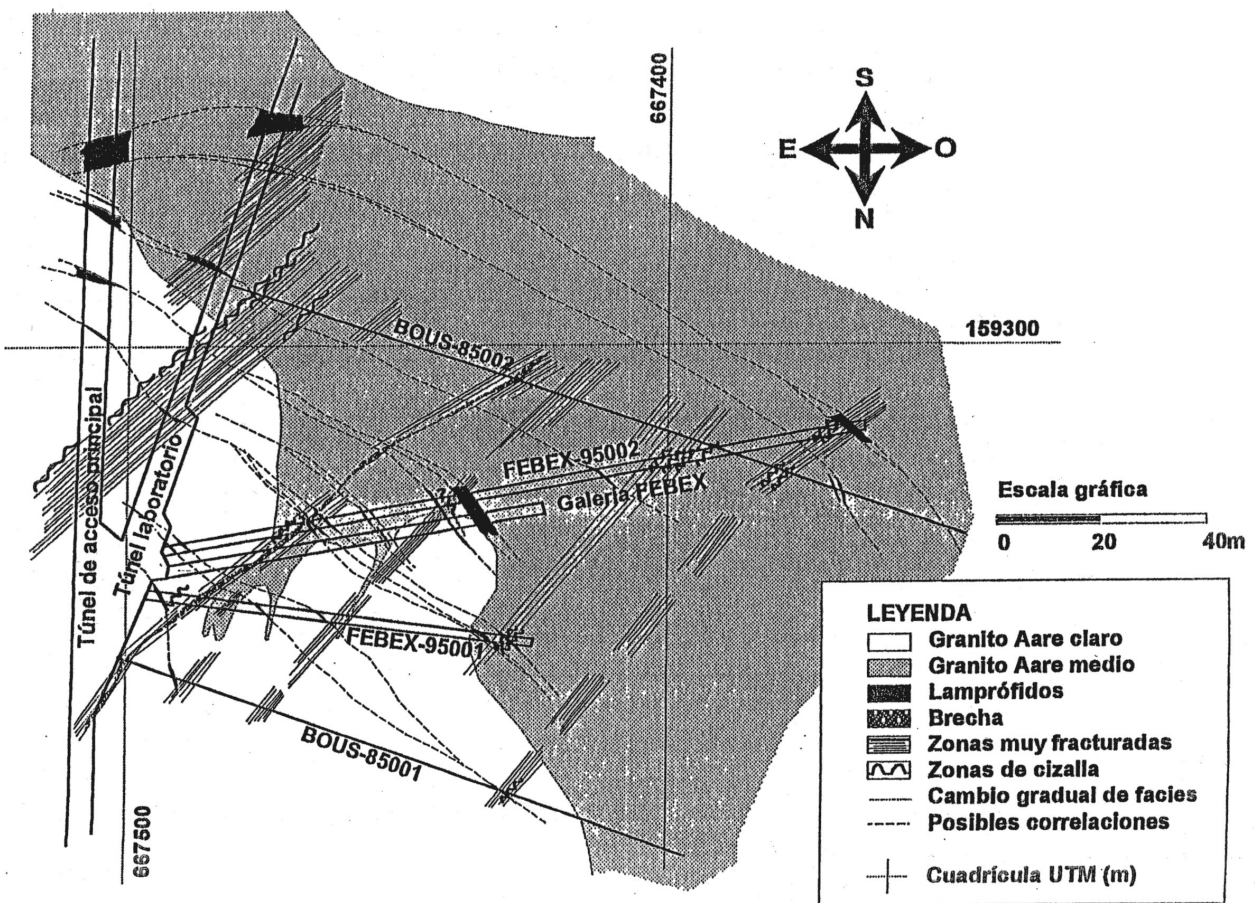 667400
S
E
O
N
159300
BOUS-85002
Túnel de acceso principal
Túnel laboratorio
FEBEX-95002
Galería FEBEX
Escala gráfica
0 20 40m
FEBEX-95001
BOUS-85001
667500
LEYENDA
Granito Aare claro
Granito Aare médio
Lamprófidos
Brecha
Zonas muy fracturadas
Zonas de cizalla
Cambio gradual de facies
Posibles correlaciones
Cuadrícula UTM (m)